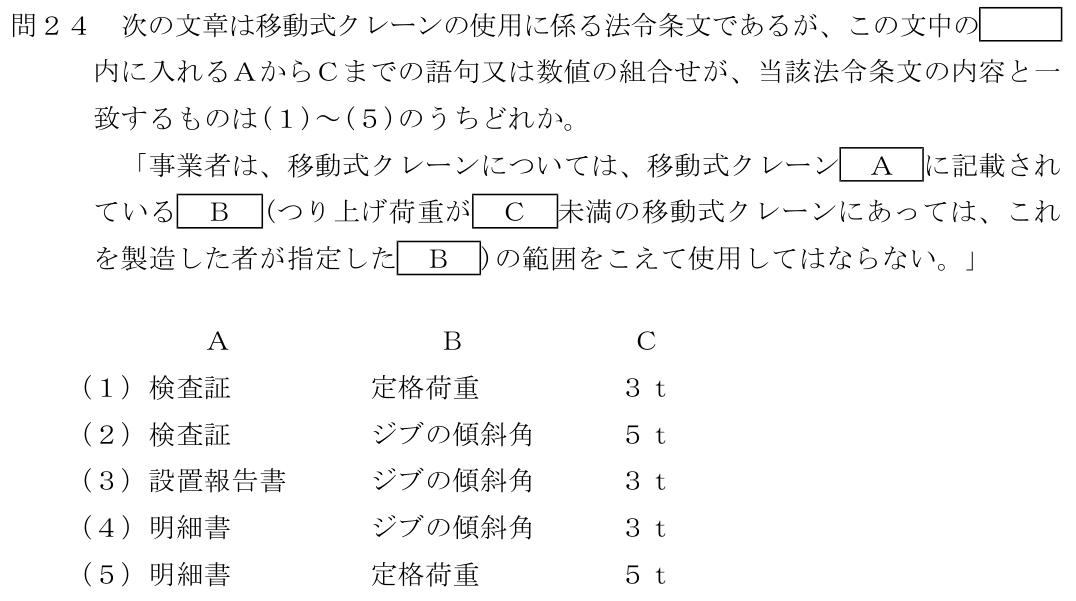 問２４　次の文章は移動式クレーンの使用に係る法令条文であるが、この文中の
内に入れるＡからＣまでの語句又は数値の組合せが、当該法令条文の内容と一
致するものは(１)～(５)のうちどれか。
「事業者は、移動式クレーンについては、移動式クレーン Ａ に記載され
ている Ｂ (つり上げ荷重が Ｃ 未満の移動式クレーンにあっては、これ
を製造した者が指定した Ｂ )の範囲をこえて使用してはならない。」
Ａ　Ｂ　Ｃ
(１) 検査証　定格荷重　３ｔ
(２) 検査証　ジブの傾斜角　５ｔ
(３) 設置報告書　ジブの傾斜角　３ｔ
(４) 明細書　ジブの傾斜角　３ｔ
(５) 明細書　定格荷重　５ｔ